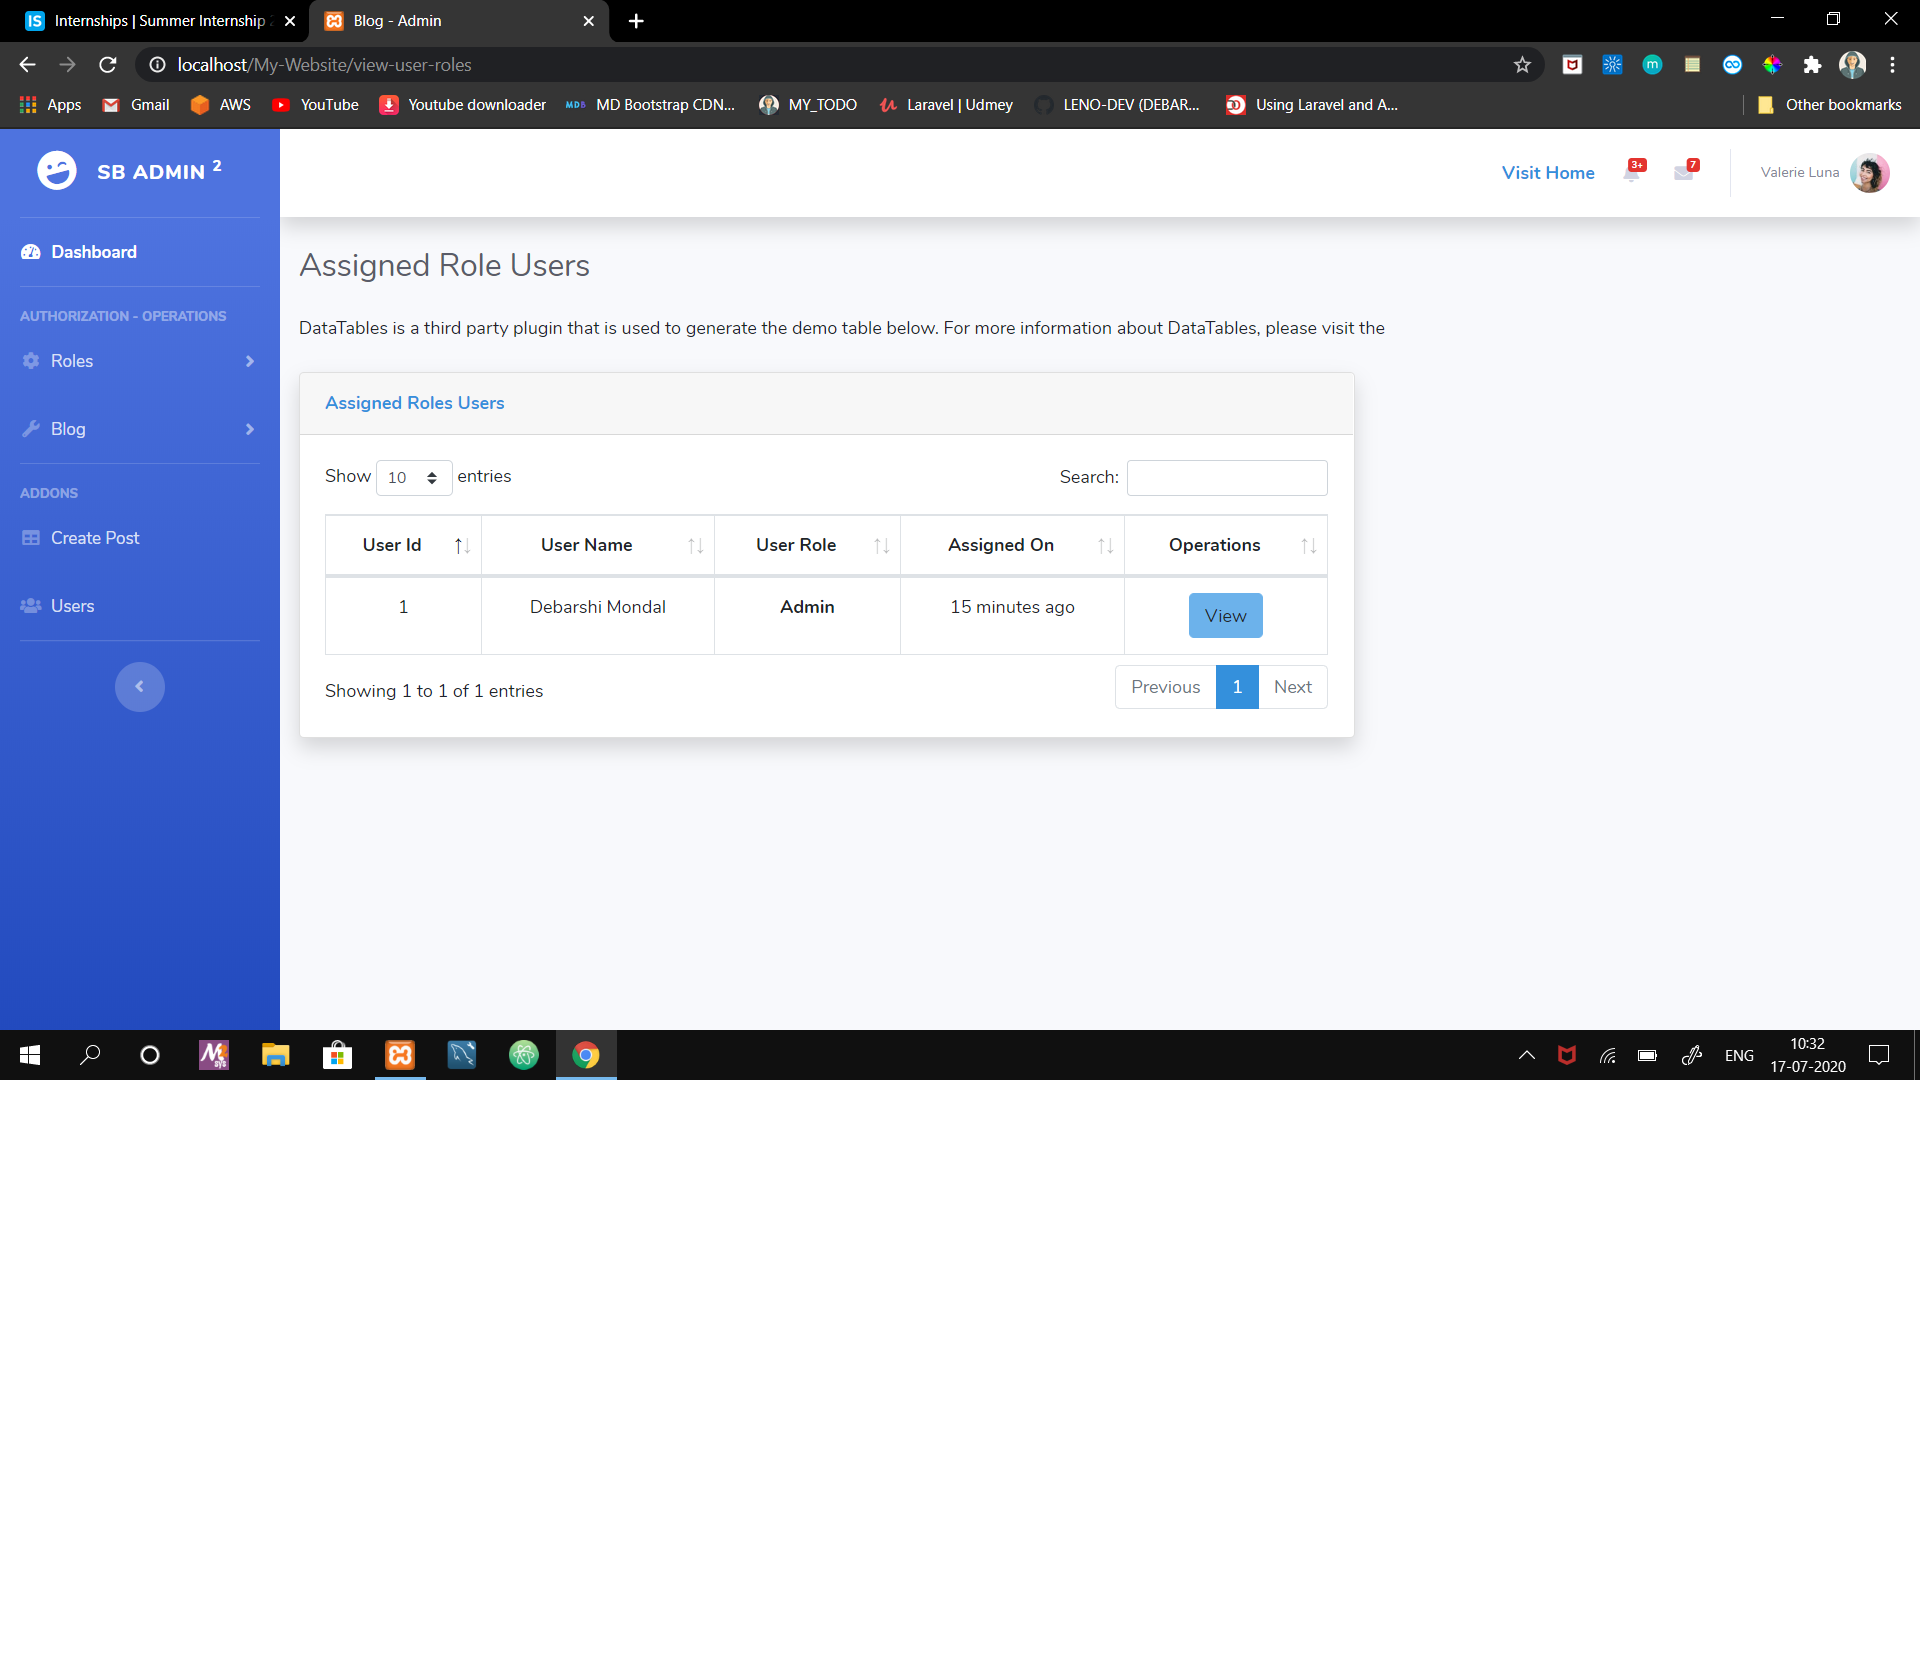 IS Internships | Summer Internship
Blog - Admin
localhost/My-Website/view-user-roles
Apps
Gmail
AWS
YouTube
Youtube downloader
MDB MD Bootstrap CDN...
MY_TODO
Laravel | Udmey
LENO-DEV (DEBAR...
Using Laravel and A...
Other bookmarks
SB ADMIN 2
Visit Home
3+
7
Valerie Luna
Dashboard
AUTHORIZATION - OPERATIONS
Roles
Blog
ADDONS
Create Post
Users
Assigned Role Users
DataTables is a third party plugin that is used to generate the demo table below. For more information about DataTables, please visit the
Assigned Roles Users
Show 10 entries
Search:
User Id User Name User Role Assigned On Operations
1 Debarshi Mondal Admin 15 minutes ago View
Showing 1 to 1 of 1 entries
Previous 1 Next
ENG
10:32
17-07-2020